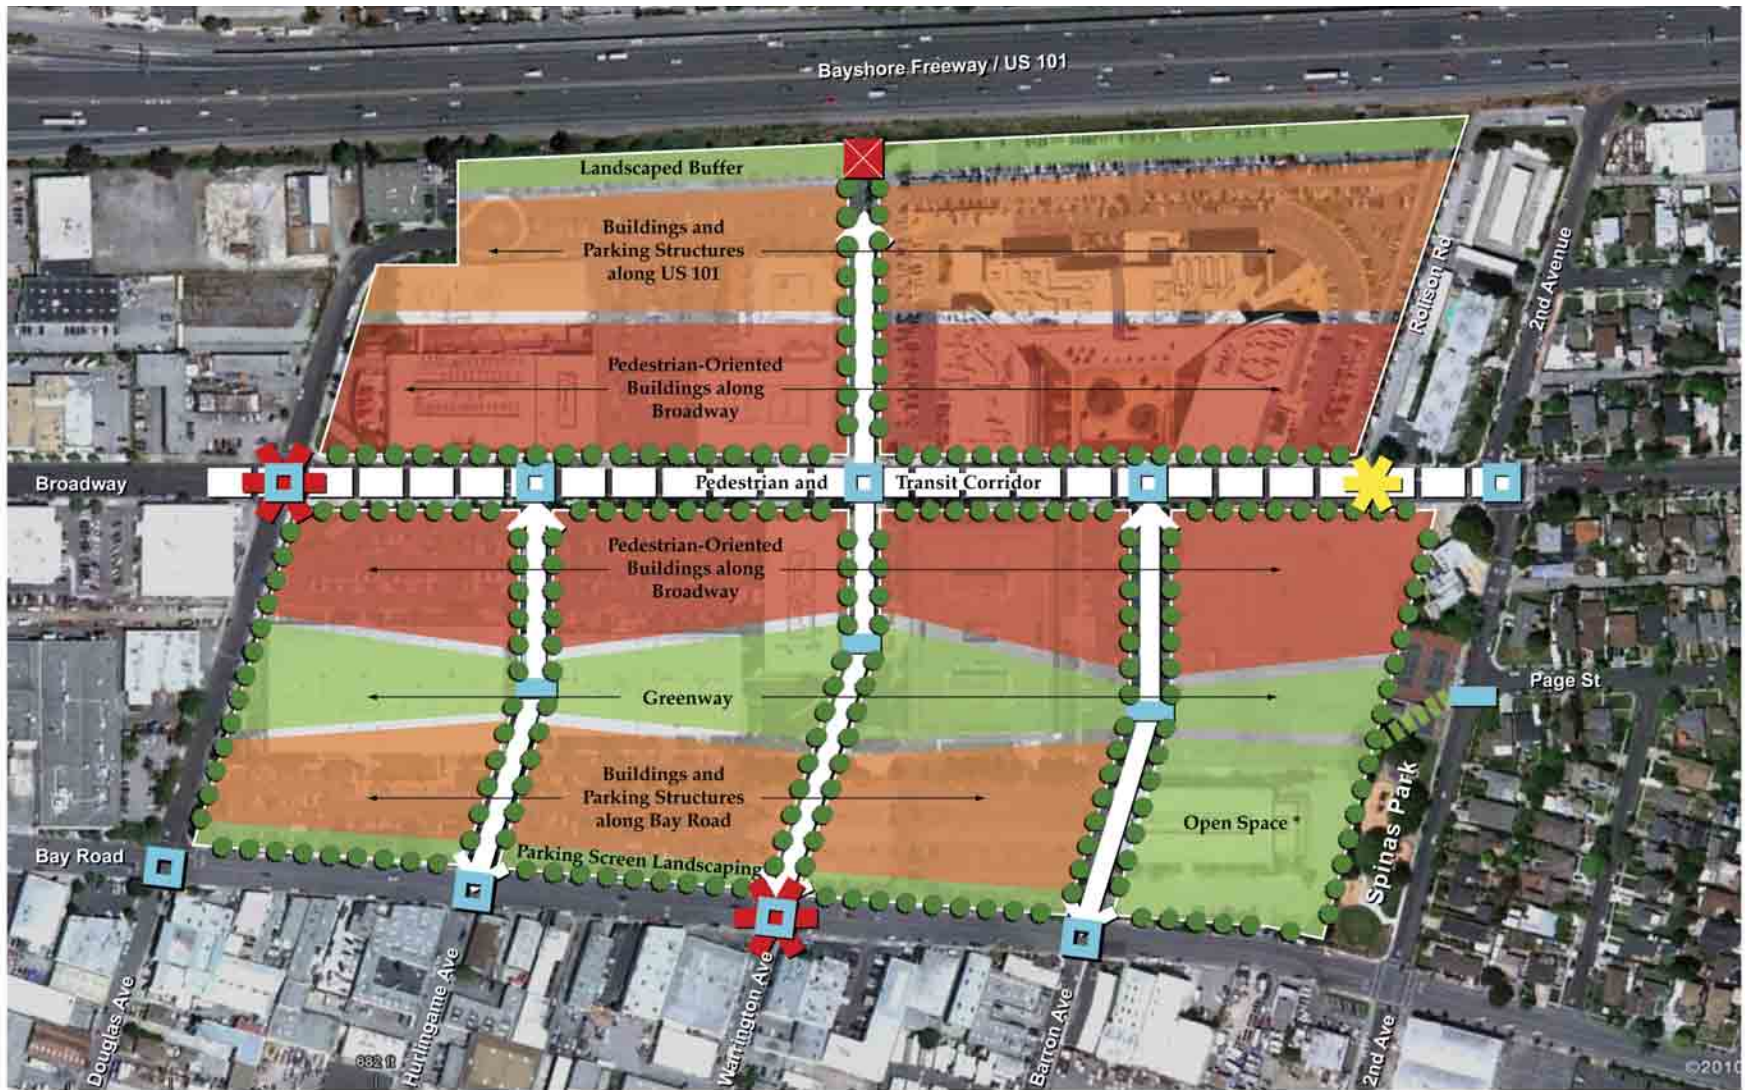 Bayshore Freeway / US 101
Landscaped Buffer
Buildings and
Parking Structures
along US 101
Rolison Rd
2nd Avenue
Pedestrian-Oriented
Buildings along
Broadway
Broadway
Pedestrian and
Transit Corridor
Pedestrian-Oriented
Buildings along
Broadway
Greenway
Page St
Buildings and
Parking Structures
along Bay Road
Open Space *
Spinas Park
Bay Road
Parking Screen Landscaping
Douglas Ave
Hurlingame Ave
Warrington Ave
Barron Ave
2nd Ave
682 ft
©2010